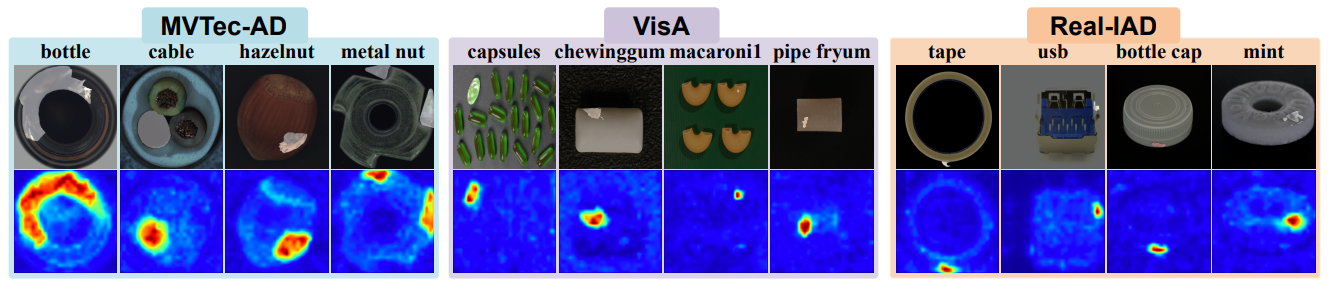 MVTec-AD
bottle cable hazelnut metal nut
VisA
capsules chewinggum macaroni1 pipe fryum
Real-IAD
tape usb bottle cap mint